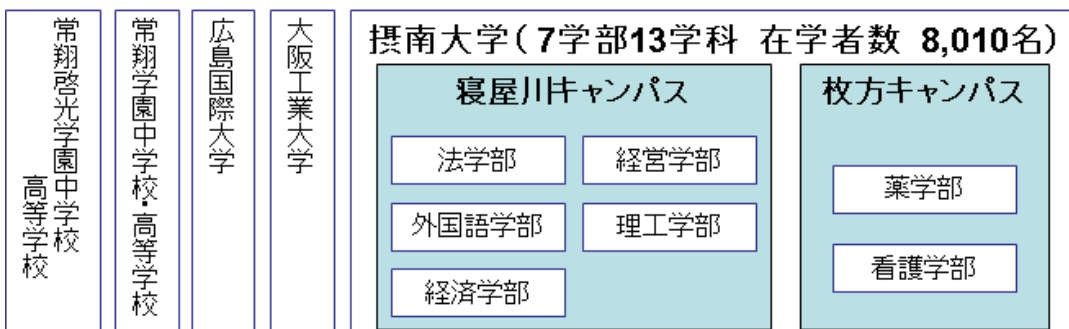 常翔啓光学園中学校
高等学校
常翔学園中学校・高等学校
広島国際大学
大阪工業大学
摂南大学(7学部13学科 在学者数 8,010名)
寝屋川キャンパス
法学部
経営学部
外国語学部
理工学部
経済学部
枚方キャンパス
薬学部
看護学部